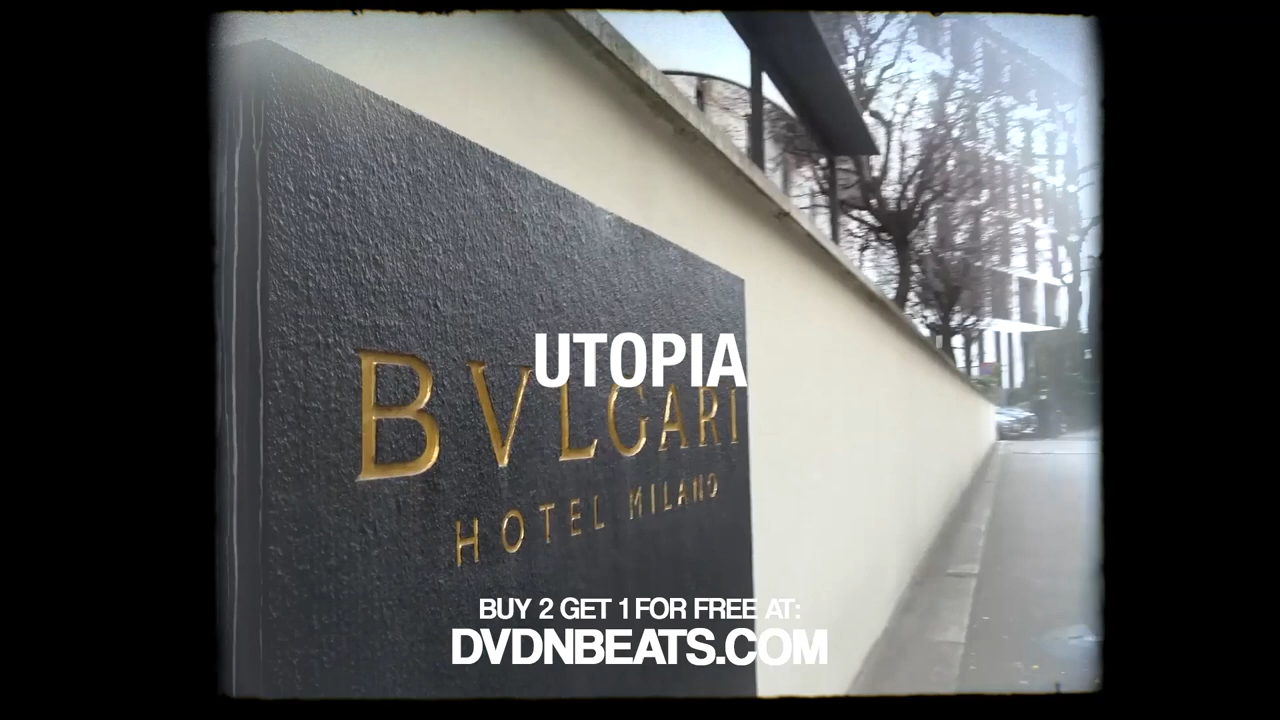 UTOPIA
BVLGARI
HOTEL MILANO
BUY 2 GET 1 FOR FREE AT:
DVDNBEATS.COM